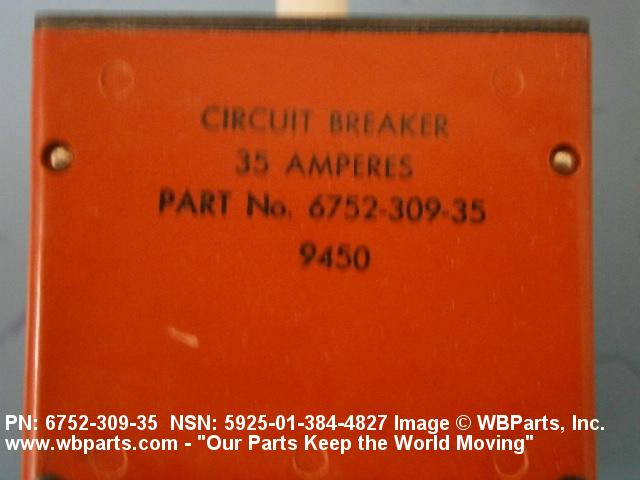 CIRCUIT BREAKER
35 AMPERES
PART No. 6752-309-35
9450
PN: 6752-309-35 NSN: 5925-01-384-4827 Image © WBParts, Inc.
www.wbparts.com - "Our Parts Keep the World Moving"